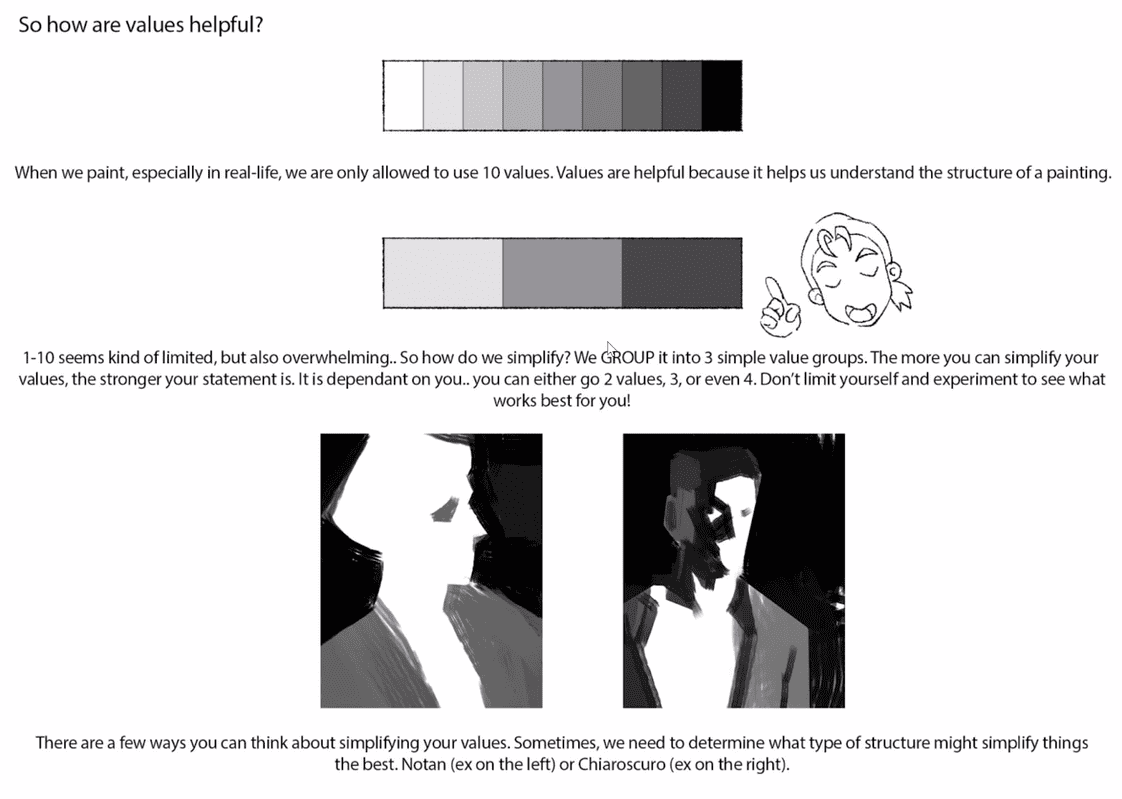 So how are values helpful?
When we paint, especially in real-life, we are only allowed to use 10 values. Values are helpful because it helps us understand the structure of a painting.
1-10 seems kind of limited, but also overwhelming.. So how do we simplify? We GROUP it into 3 simple value groups. The more you can simplify your
values, the stronger your statement is. It is dependant on you.. you can either go 2 values, 3, or even 4. Don't limit yourself and experiment to see what
works best for you!
There are a few ways you can think about simplifying your values. Sometimes, we need to determine what type of structure might simplify things
the best. Notan (ex on the left) or Chiaroscuro (ex on the right).